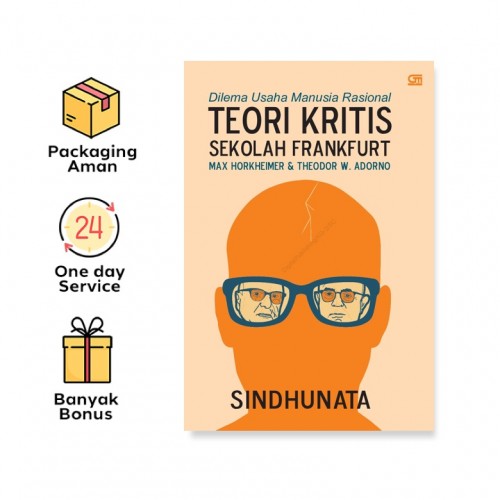 Packaging
Aman
24
One day
Service
Banyak
Bonus
GM
Dilema Usaha Manusia Rasional
TEORI KRITIS
SEKOLAH FRANKFURT
MAX HORKHEIMER & THEODOR W. ADORNO
SINDHUNATA